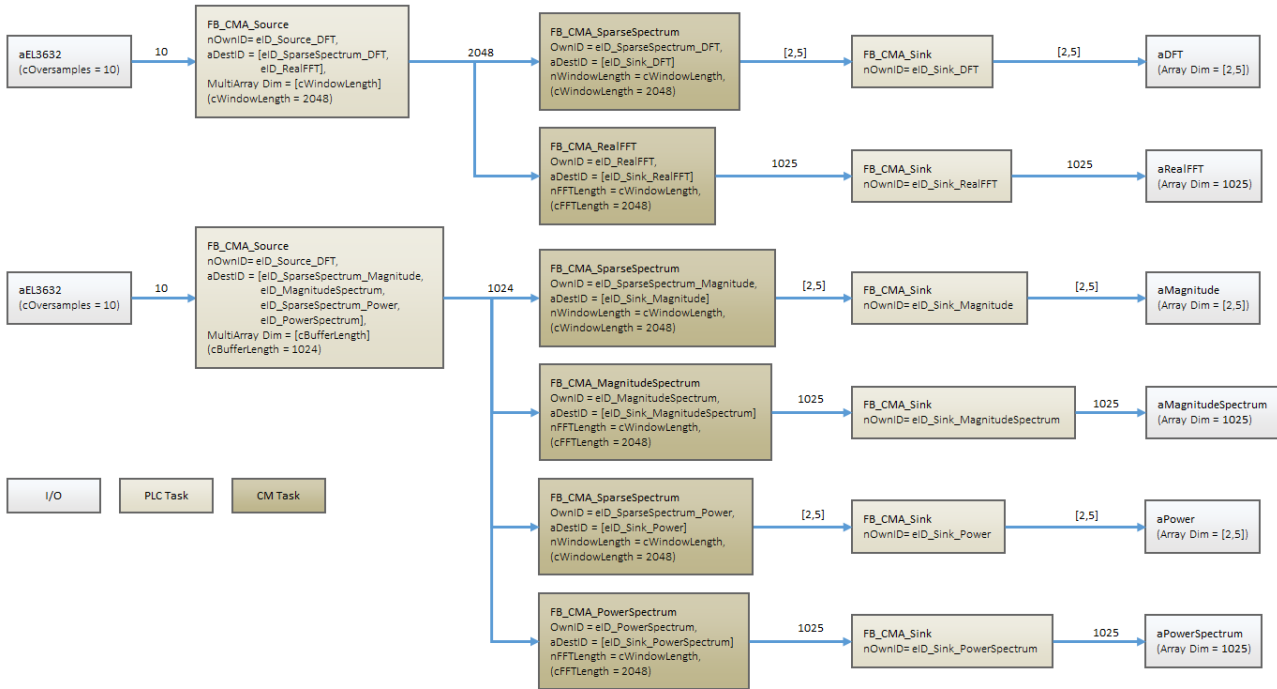 aEL3632
(cOversamples = 10)
10
FB_CMA_Source
nOwnID= eID_Source_DFT,
aDestID = [eID_SparseSpectrum_DFT,
eID_RealFFT],
MultiArray Dim = [cWindowLength]
(cWindowLength = 2048)
2048
FB_CMA_SparseSpectrum
OwnID = eID_SparseSpectrum_DFT,
aDestID = [eID_Sink_DFT]
nWindowLength = cWindowLength,
(cWindowLength = 2048)
[2,5]
FB_CMA_Sink
nOwnID= eID_Sink_DFT
[2,5]
aDFT
(Array Dim = [2,5])
FB_CMA_RealFFT
OwnID = eID_RealFFT,
aDestID = [eID_Sink_RealFFT]
nFFTLength = cWindowLength,
(cFFTLength = 2048)
1025
FB_CMA_Sink
nOwnID= eID_Sink_RealFFT
1025
aRealFFT
(Array Dim = 1025)
aEL3632
(cOversamples = 10)
10
FB_CMA_Source
nOwnID= eID_Source_DFT,
aDestID = [eID_SparseSpectrum_Magnitude,
eID_MagnitudeSpectrum,
eID_SparseSpectrum_Power,
eID_PowerSpectrum],
MultiArray Dim = [cBufferLength]
(cBufferLength = 1024)
1024
FB_CMA_SparseSpectrum
OwnID = eID_SparseSpectrum_Magnitude,
aDestID = [eID_Sink_Magnitude]
nWindowLength = cWindowLength,
(cWindowLength = 2048)
[2,5]
FB_CMA_Sink
nOwnID= eID_Sink_Magnitude
[2,5]
aMagnitude
(Array Dim = [2,5])
FB_CMA_MagnitudeSpectrum
OwnID = eID_MagnitudeSpectrum,
aDestID = [eID_Sink_MagnitudeSpectrum]
nFFTLength = cWindowLength,
(cFFTLength = 2048)
1025
FB_CMA_Sink
nOwnID= eID_Sink_MagnitudeSpectrum
1025
aMagnitudeSpectrum
(Array Dim = 1025)
I/O
PLC Task
CM Task
FB_CMA_SparseSpectrum
OwnID = eID_SparseSpectrum_Power,
aDestID = [eID_Sink_Power]
nWindowLength = cWindowLength,
(cWindowLength = 2048)
[2,5]
FB_CMA_Sink
nOwnID= eID_Sink_Power
[2,5]
aPower
(Array Dim = [2,5])
FB_CMA_PowerSpectrum
OwnID = eID_PowerSpectrum,
aDestID = [eID_Sink_PowerSpectrum]
nFFTLength = cWindowLength,
(cFFTLength = 2048)
1025
FB_CMA_Sink
nOwnID= eID_Sink_PowerSpectrum
1025
aPowerSpectrum
(Array Dim = 1025)